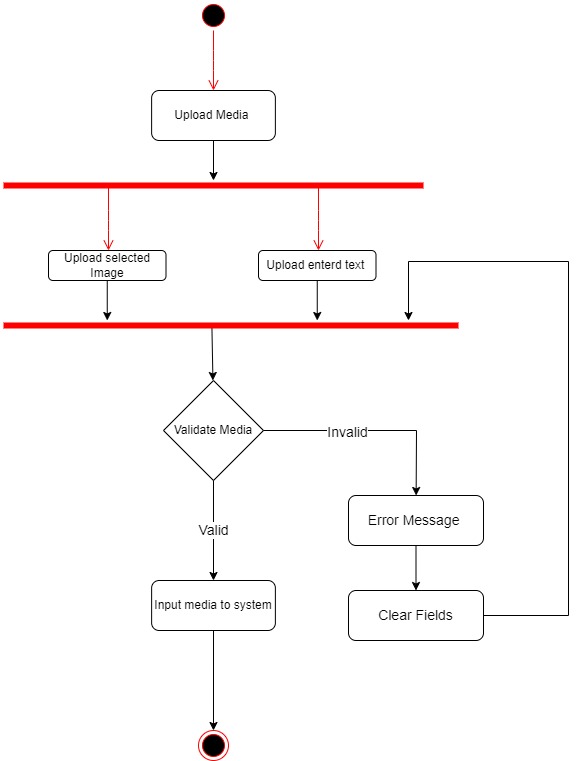 Upload Media
Upload selected
Image
Upload enterd text
Validate Media
Invalid
Error Message
Valid
Input media to system
Clear Fields